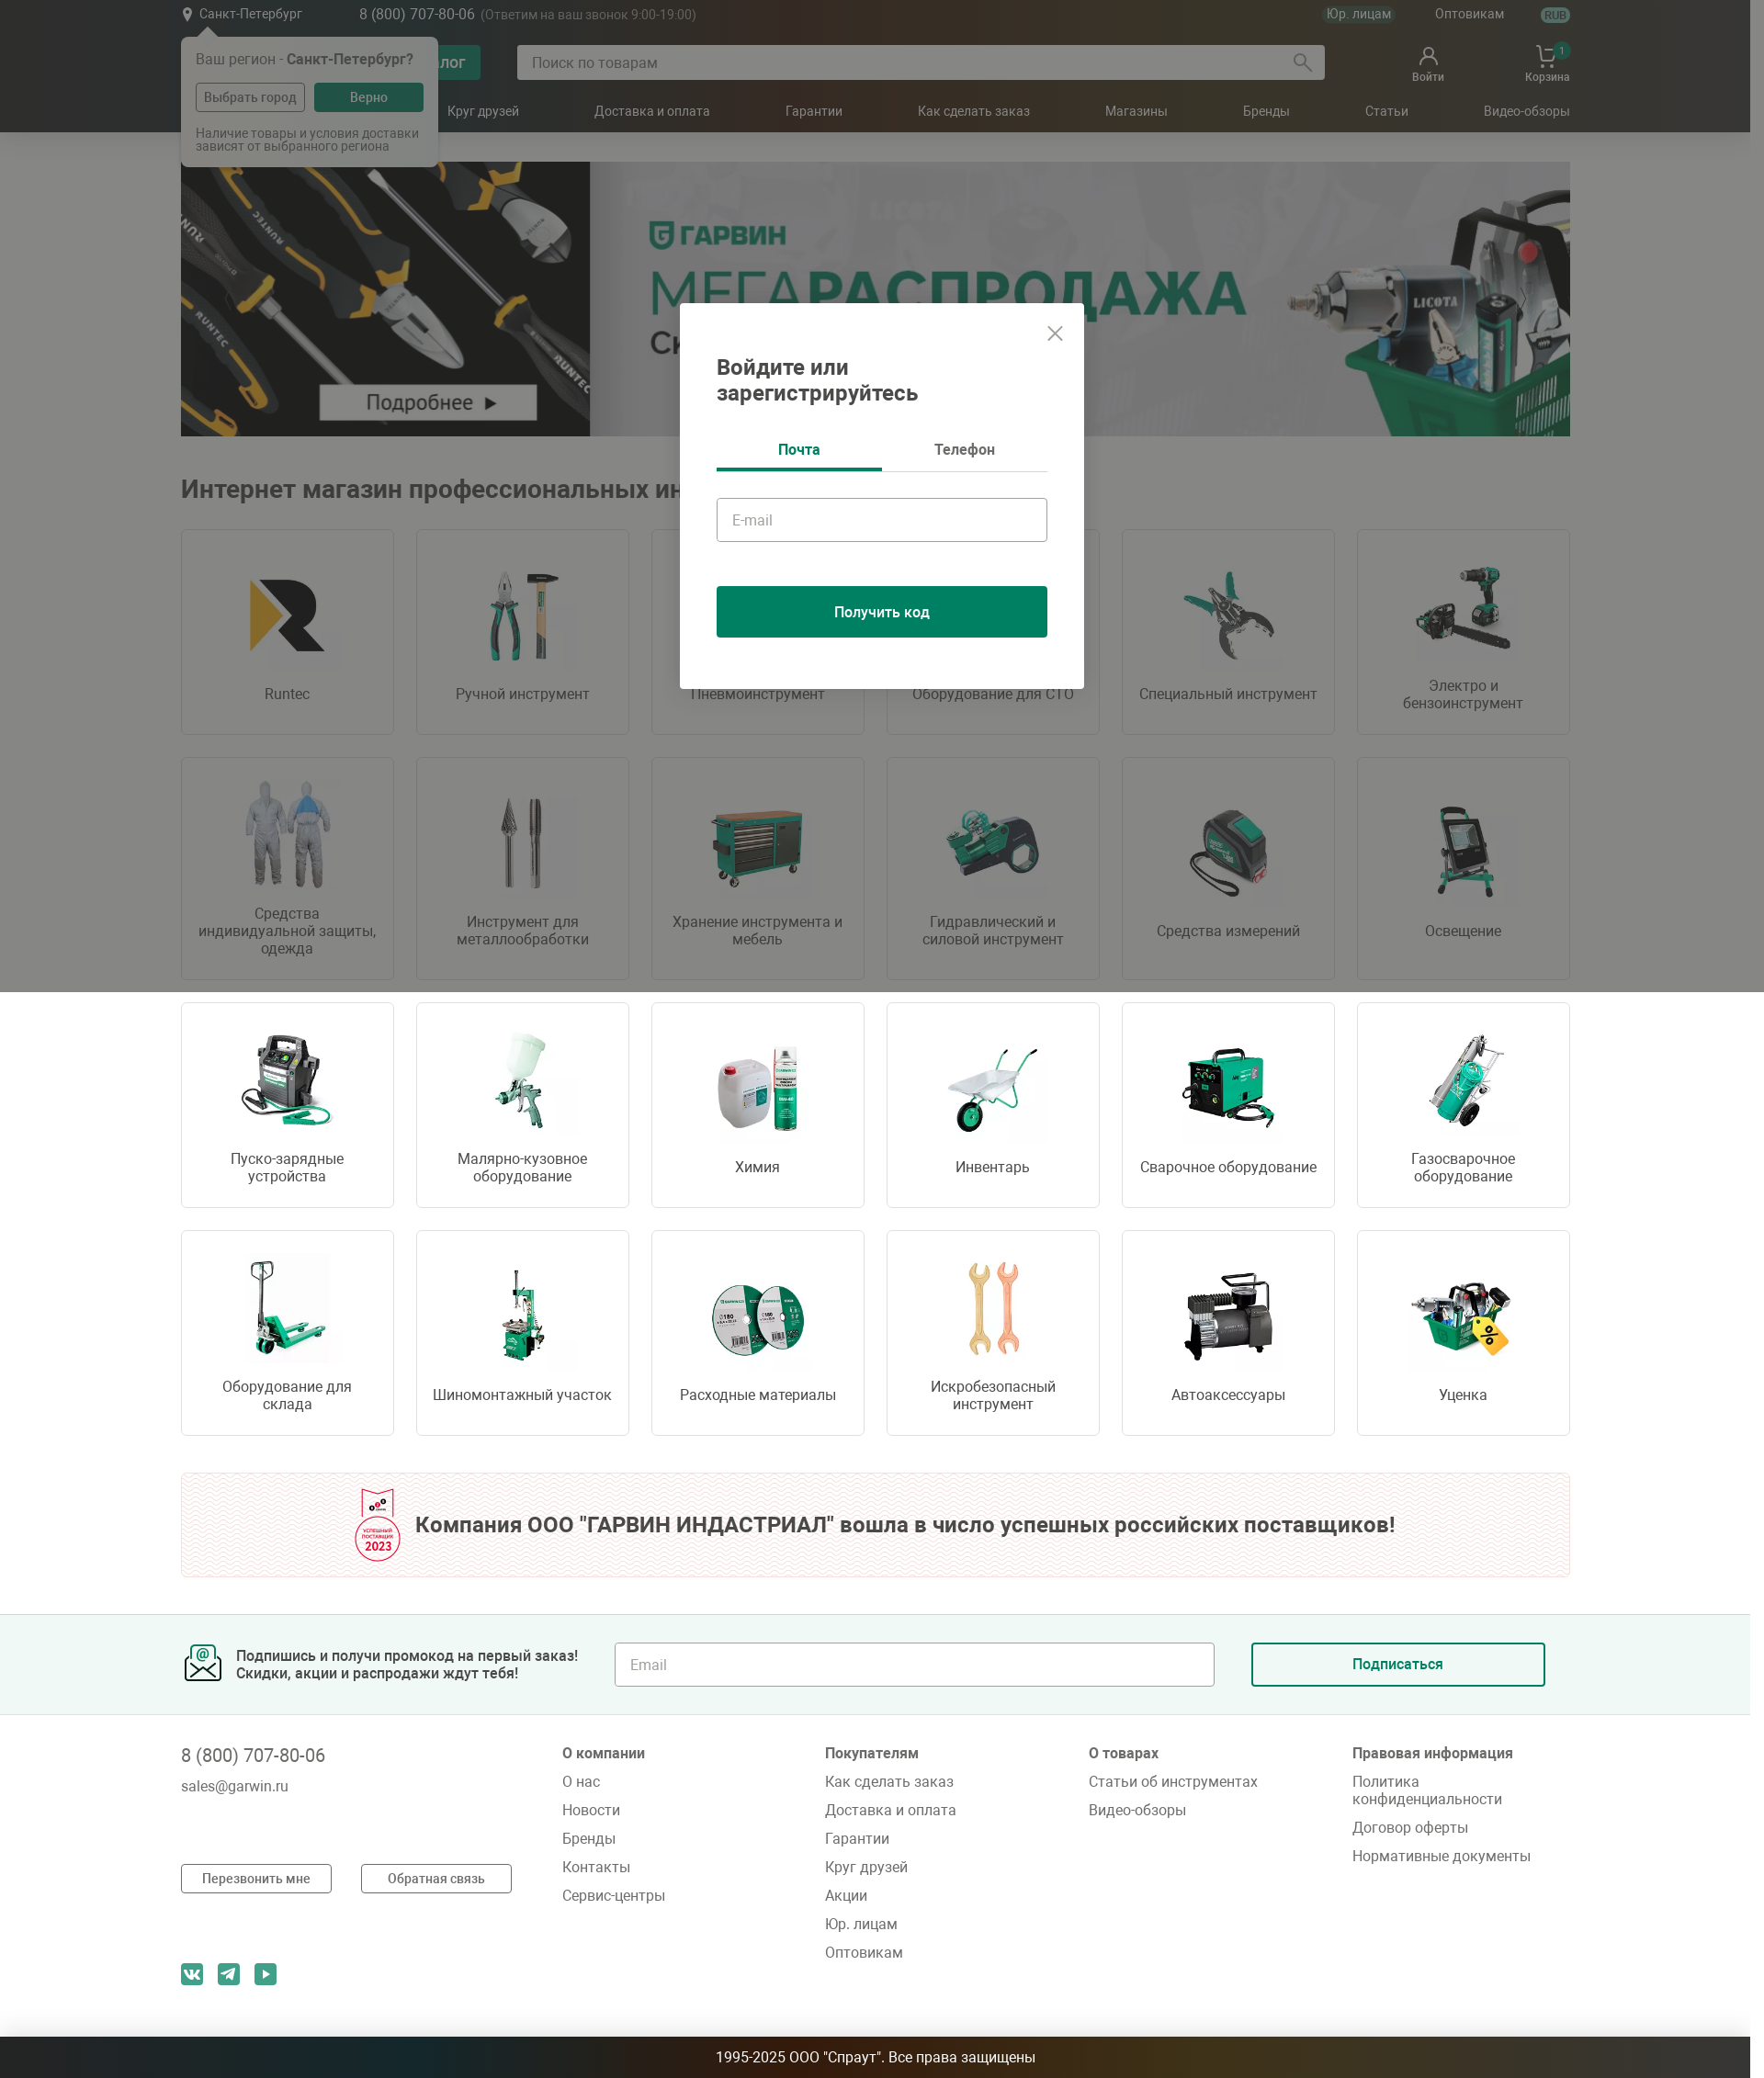 Санкт-Петербург
8 (800) 707-80-06 (Ответим на ваш звонок 9:00-19:00)
Юр. лицам
Оптовикам
RUB
Ваш регион - Санкт-Петербург?
Выбрать город
Верно
Наличие товары и условия доставки
зависят от выбранного региона
Поиск по товарам
Войти
1
Корзина
Круг друзей
Доставка и оплата
Гарантии
Как сделать заказ
Магазины
Бренды
Статьи
Видео-обзоры
RUNTEC
RUNTEC
Подробнее
LICOTA
ГАРВИН
МЕГАРАСПРОДАЖА
LICOTA
Войдите или
зарегистрируйтесь
Почта
Телефон
E-mail
Получить код
Интернет магазин профессиональных
Runtec
Ручной инструмент
Пневмоинструмент
Оборудование для СТО
Специальный инструмент
Электро и
бензоинструмент
Средства
индивидуальной защиты,
одежда
Инструмент для
металлообработки
Хранение инструмента и
мебель
Гидравлический и
силовой инструмент
Средства измерений
Освещение
Пуско-зарядные
устройства
Малярно-кузовное
оборудование
Химия
Инвентарь
Сварочное оборудование
Газосварочное
оборудование
Оборудование для
склада
Шиномонтажный участок
Расходные материалы
Искробезопасный
инструмент
Автоаксессуары
Уценка
УСПЕШНЫЙ
ПОСТАВЩИК
2023
Компания ООО "ГАРВИН ИНДАСТРИАЛ" вошла в число успешных российских поставщиков!
Подпишись и получи промокод на первый заказ!
Скидки, акции и распродажи ждут тебя!
Email
Подписаться
8 (800) 707-80-06
sales@garwin.ru
Перезвонить мне
Обратная связь
О компании
О нас
Новости
Бренды
Контакты
Сервис-центры
Покупателям
Как сделать заказ
Доставка и оплата
Гарантии
Круг друзей
Акции
Юр. лицам
Оптовикам
О товарах
Статьи об инструментах
Видео-обзоры
Правовая информация
Политика
конфиденциальности
Договор оферты
Нормативные документы
1995-2025 ООО "Спраут". Все права защищены